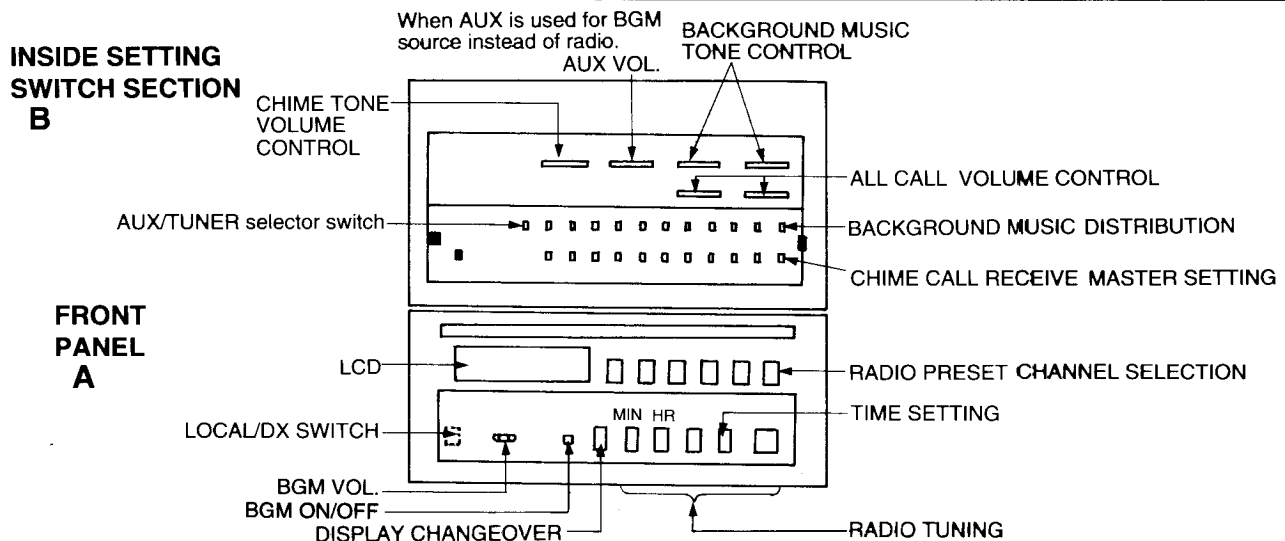 When AUX is used for BGM
source instead of radio.
AUX VOL.
BACKGROUND MUSIC
TONE CONTROL
INSIDE SETTING
SWITCH SECTION
B
CHIME TONE
VOLUME
CONTROL
ALL CALL VOLUME CONTROL
AUX/TUNER selector switch
BACKGROUND MUSIC DISTRIBUTION
CHIME CALL RECEIVE MASTER SETTING
FRONT
PANEL
A
LCD
RADIO PRESET CHANNEL SELECTION
MIN HR
TIME SETTING
LOCAL/DX SWITCH
BGM VOL.
BGM ON/OFF
DISPLAY CHANGEOVER
RADIO TUNING